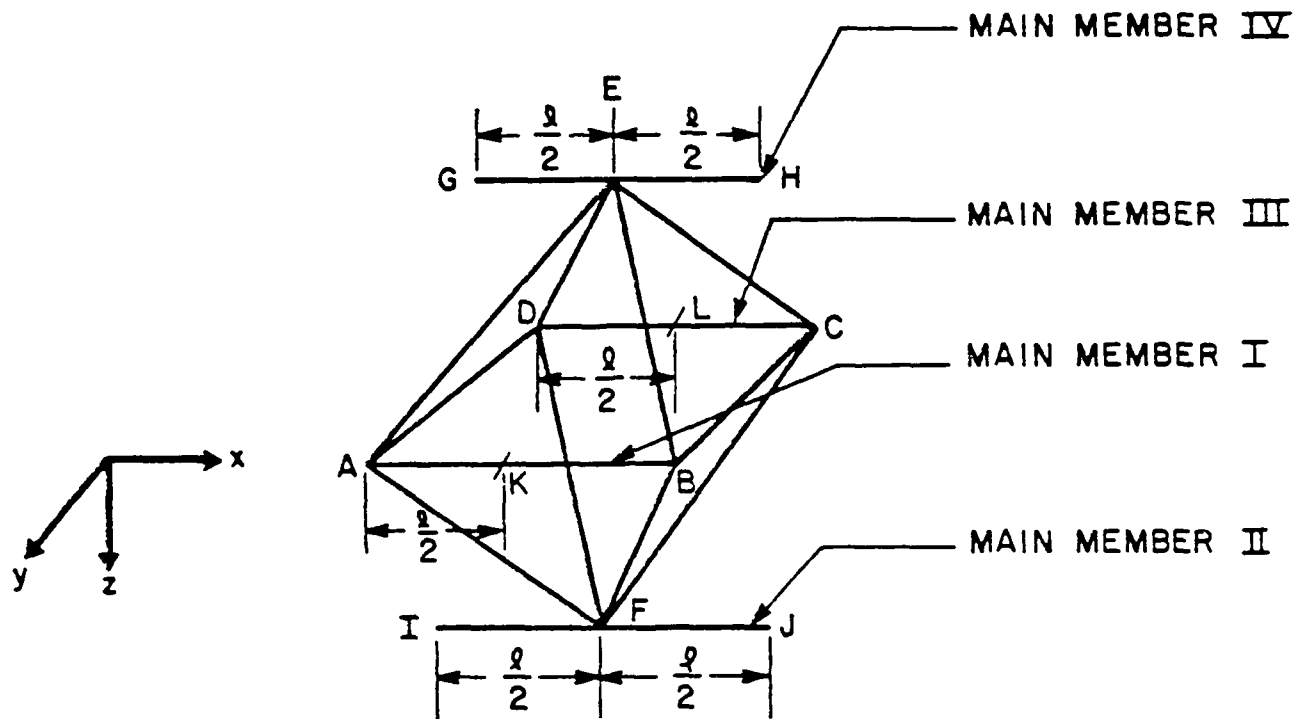 MAIN MEMBER IV
E
ℓ/2 ℓ/2
G H
MAIN MEMBER III
D L C
ℓ/2
MAIN MEMBER I
x
A K B
ℓ/2
MAIN MEMBER II
y z
I F J
ℓ/2 ℓ/2